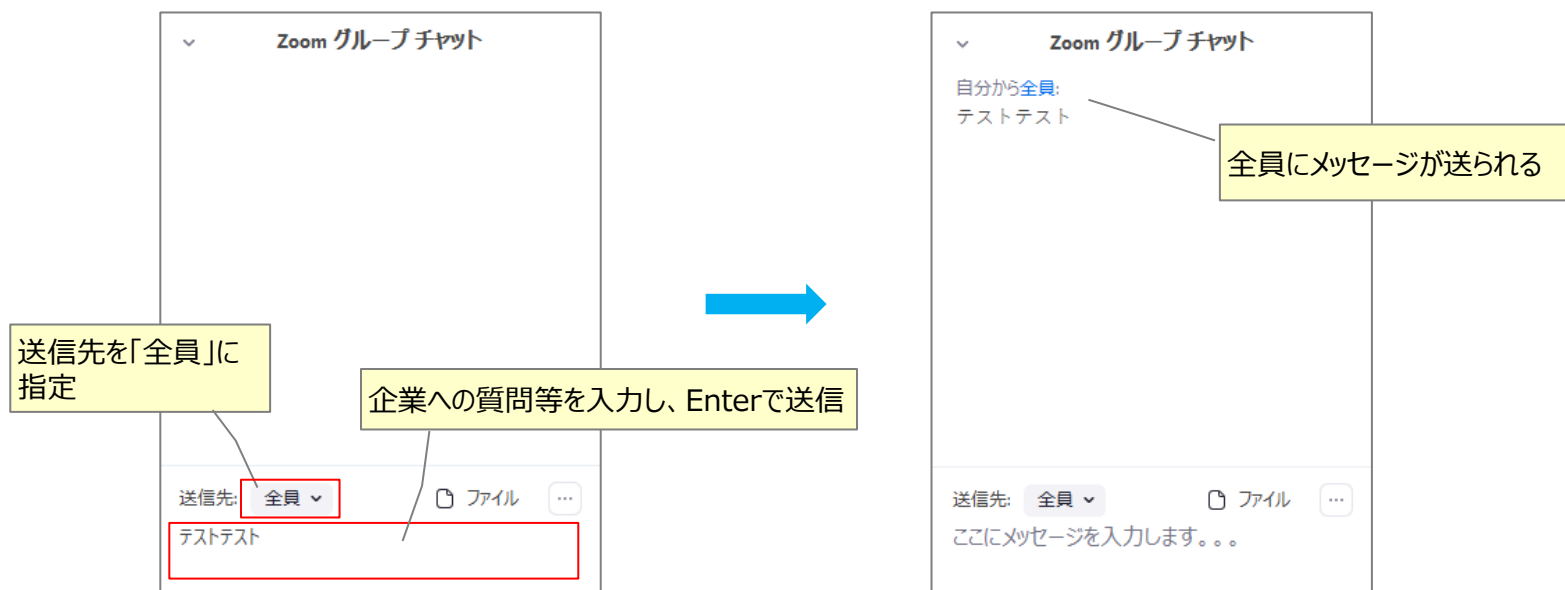 Zoom グループ チャット
送信先を「全員」に
指定
企業への質問等を入力し、Enterで送信
送信先: 全員 ファイル ...
テストテスト
Zoom グループ チャット
自分から全員:
テストテスト
全員にメッセージが送られる
送信先: 全員 ファイル ...
ここにメッセージを入力します。。。